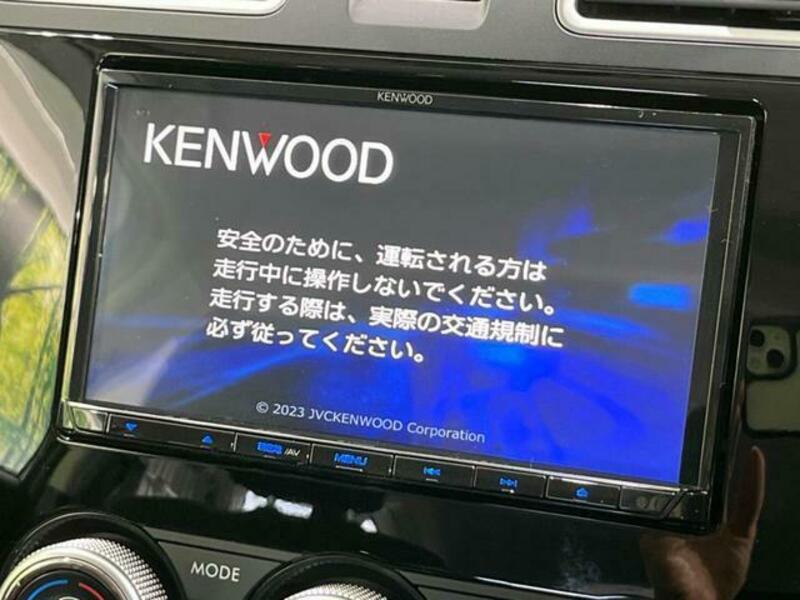 KENWOOD
KENWOOD
安全のために、運転される方は
走行中に操作しないでください。
走行する際は、実際の交通規制に
必ず従ってください。
© 2023 JVCKENWOOD Corporation
/AV
MENU
MODE